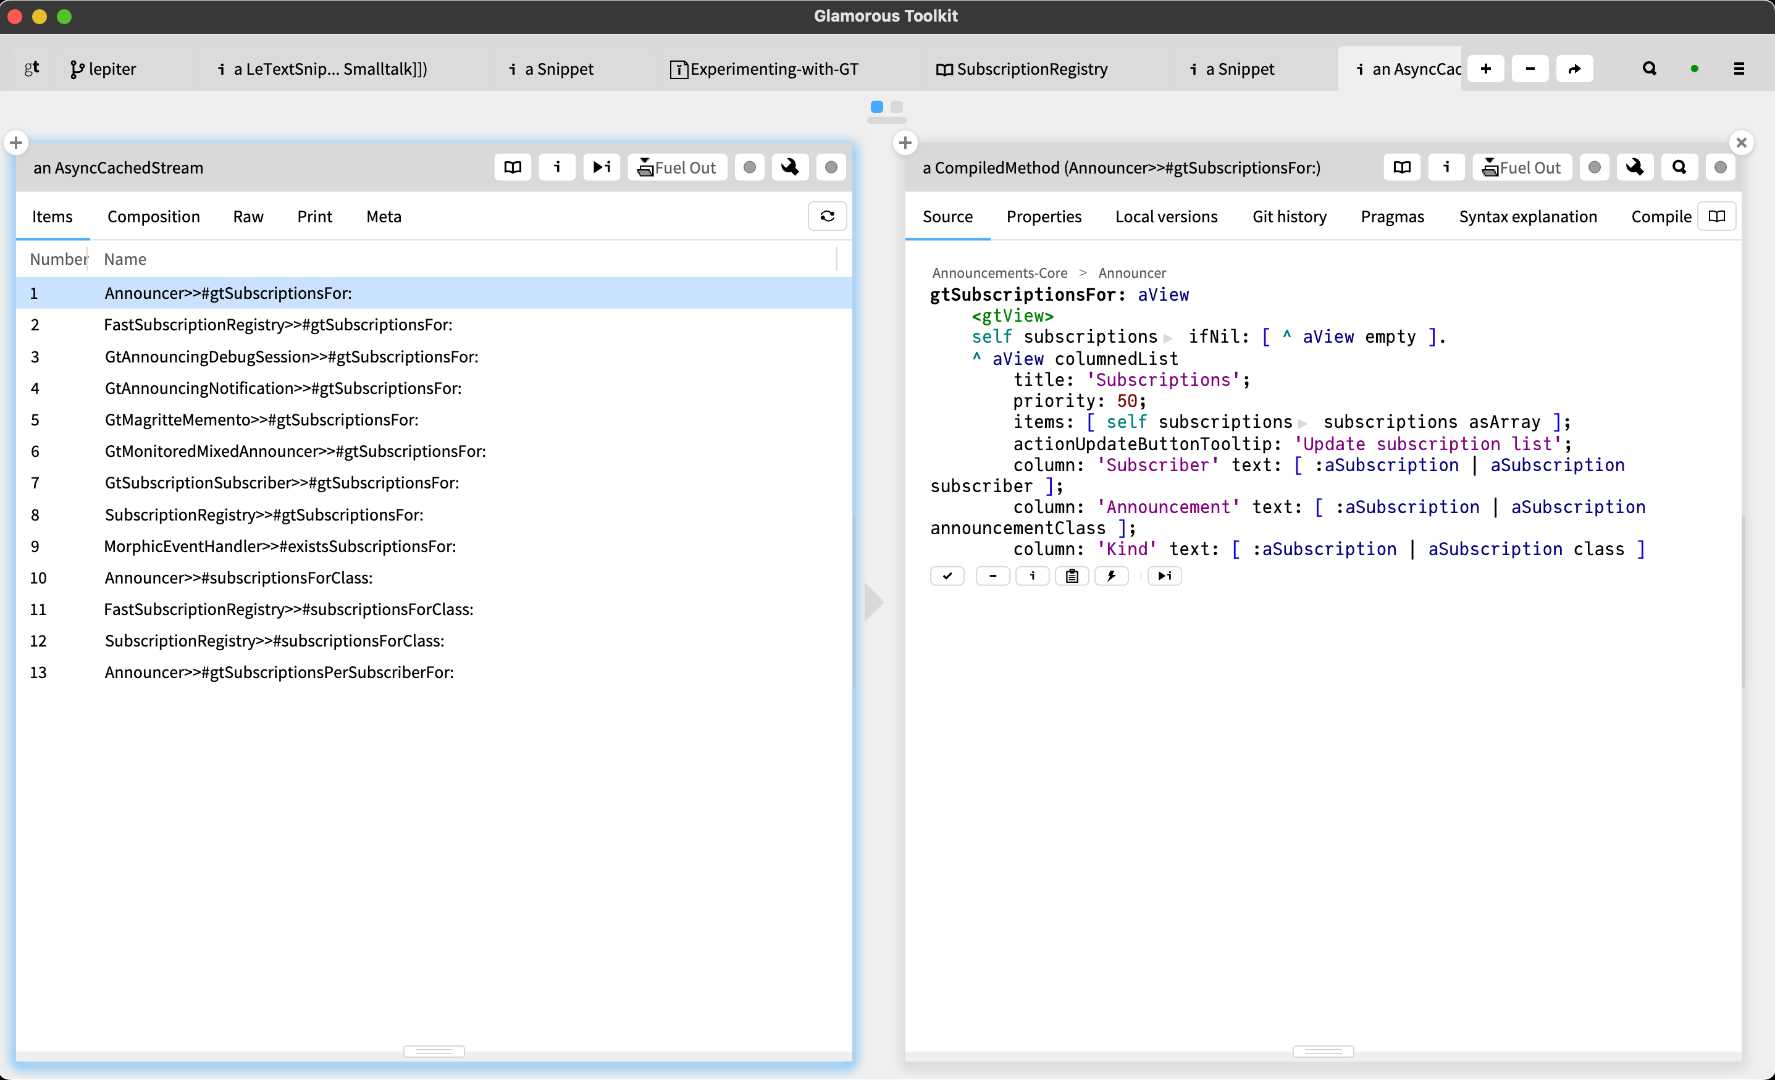 Glamorous Toolkit
gt
lepiter
a LeTextSnip... Smalltalk]])
a Snippet
Experimenting-with-GT
SubscriptionRegistry
a Snippet
an AsyncCac
an AsyncCachedStream
Fuel Out
Items Composition Raw Print Meta
Number Name
1 Announcer>>#gtSubscriptionsFor:
2 FastSubscriptionRegistry>>#gtSubscriptionsFor:
3 GtAnnouncingDebugSession>>#gtSubscriptionsFor:
4 GtAnnouncingNotification>>#gtSubscriptionsFor:
5 GtMagritteMemento>>#gtSubscriptionsFor:
6 GtMonitoredMixedAnnouncer>>#gtSubscriptionsFor:
7 GtSubscriptionSubscriber>>#gtSubscriptionsFor:
8 SubscriptionRegistry>>#gtSubscriptionsFor:
9 MorphicEventHandler>>#existsSubscriptionsFor:
10 Announcer>>#subscriptionsForClass:
11 FastSubscriptionRegistry>>#subscriptionsForClass:
12 SubscriptionRegistry>>#subscriptionsForClass:
13 Announcer>>#gtSubscriptionsPerSubscriberFor:
a CompiledMethod (Announcer>>#gtSubscriptionsFor:)
Fuel Out
Source Properties Local versions Git history Pragmas Syntax explanation Compile
Announcements-Core > Announcer
gtSubscriptionsFor: aView
<gtView>
self subscriptions ifNil: [ ^ aView empty ].
^ aView columnedList
title: 'Subscriptions';
priority: 50;
items: [ self subscriptions subscriptions asArray ];
actionUpdateButtonTooltip: 'Update subscription list';
column: 'Subscriber' text: [ :aSubscription | aSubscription
subscriber ];
column: 'Announcement' text: [ :aSubscription | aSubscription
announcementClass ];
column: 'Kind' text: [ :aSubscription | aSubscription class ]